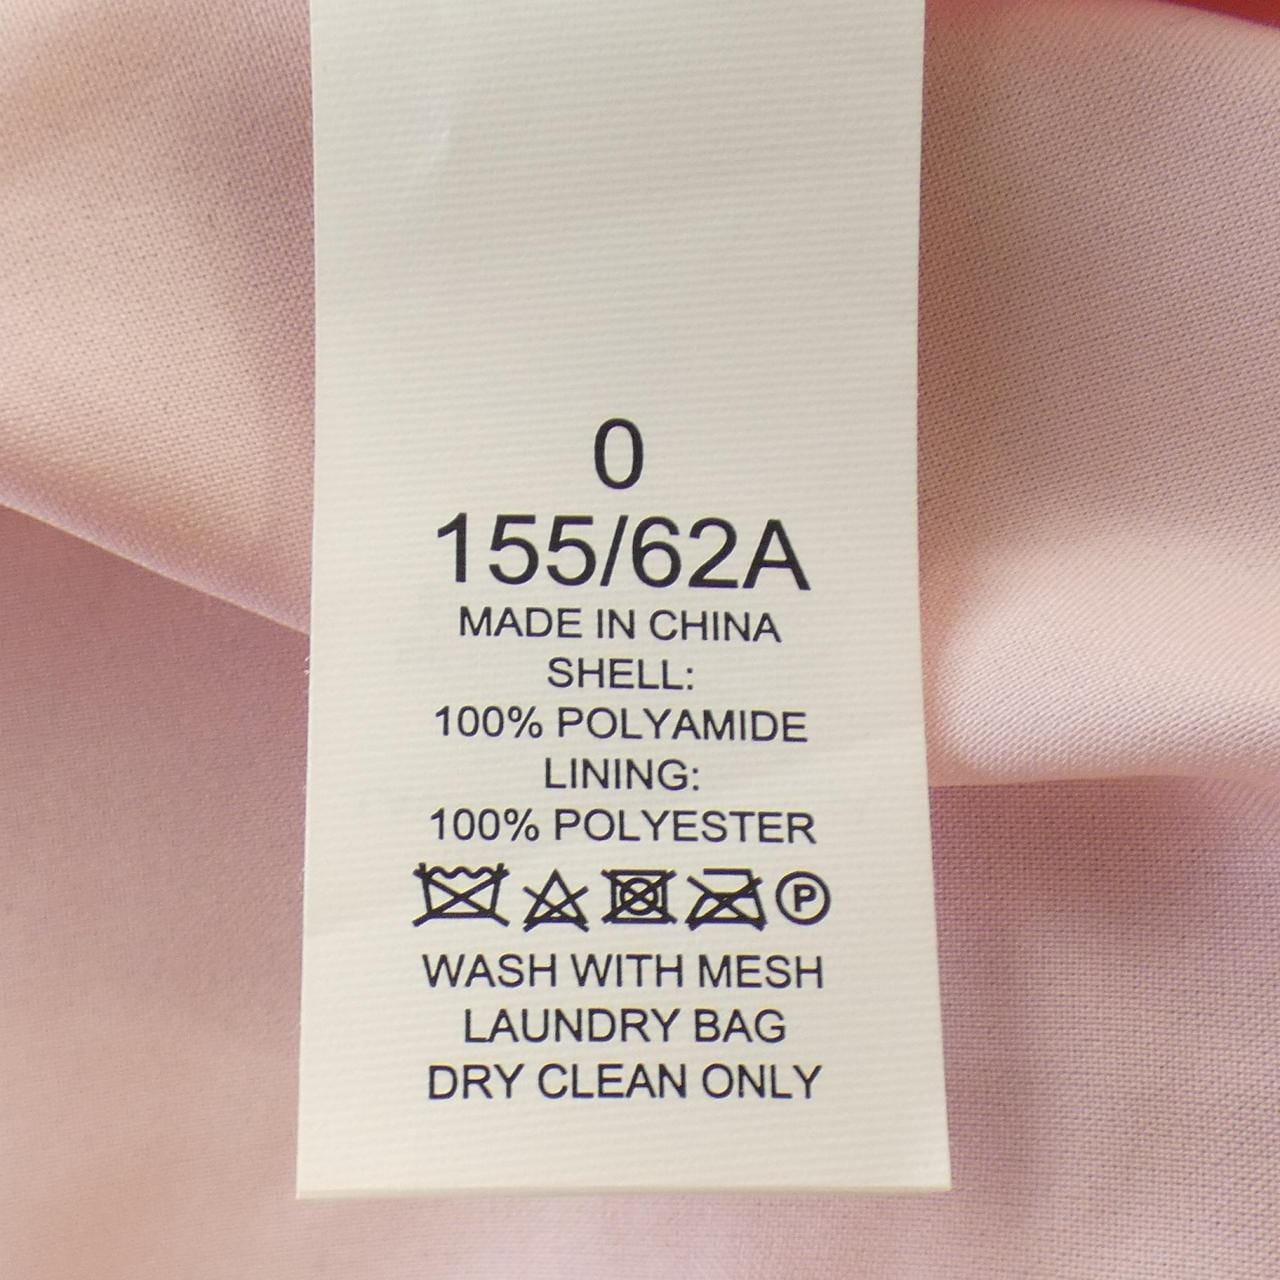 0
155/62A
MADE IN CHINA
SHELL:
100% POLYAMIDE
LINING:
100% POLYESTER
P
WASH WITH MESH
LAUNDRY BAG
DRY CLEAN ONLY